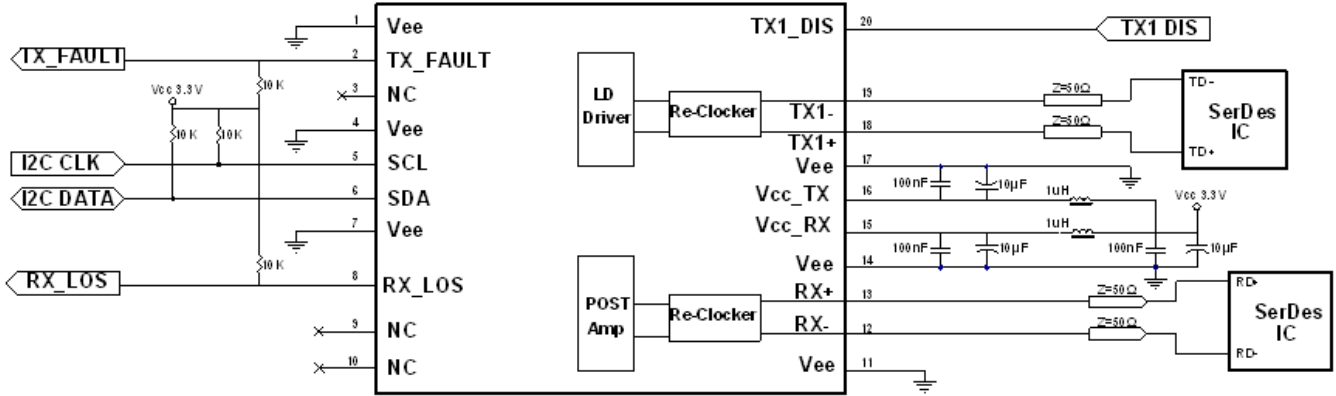 1
Vee
TX1_DIS
20
TX1 DIS
TX_FAULT
2
TX_FAULT
10 K
Vcc 3.3V
3
NC
LD
Driver
Re-Clocker
19
TX1-
Z=50Ω
TD-
SerDes
IC
10 K
10 K
4
Vee
18
TX1+
Z=50Ω
TD+
I2C CLK
5
SCL
Vee
17
100nF
10µF
I2C DATA
6
SDA
Vcc_TX
16
1uH
Vcc 3.3V
7
Vee
Vcc_RX
15
1uH
100nF
10µF
100nF
10µF
10 K
Vee
14
RX_LOS
8
RX_LOS
POST
Amp
Re-Clocker
RX+
13
Z=50Ω
RD+
SerDes
IC
9
NC
RX-
12
Z=50Ω
RD-
10
NC
Vee
11